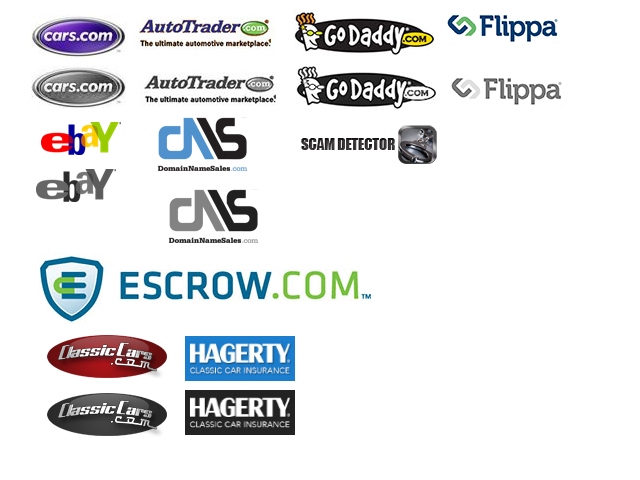 cars.com
AutoTrader.com
The ultimate automotive marketplace.
GoDaddy.COM
Flippa
cars.com
AutoTrader.com
The ultimate automotive marketplace.
GoDaddy.COM
Flippa
ebaY
DNS
DomainNameSales.com
SCAM DETECTOR
ebaY
DNS
DomainNameSales.com
ESCROW.COM™
ClassicCars
.com
HAGERTY®
CLASSIC CAR INSURANCE
ClassicCars
.com
HAGERTY®
CLASSIC CAR INSURANCE